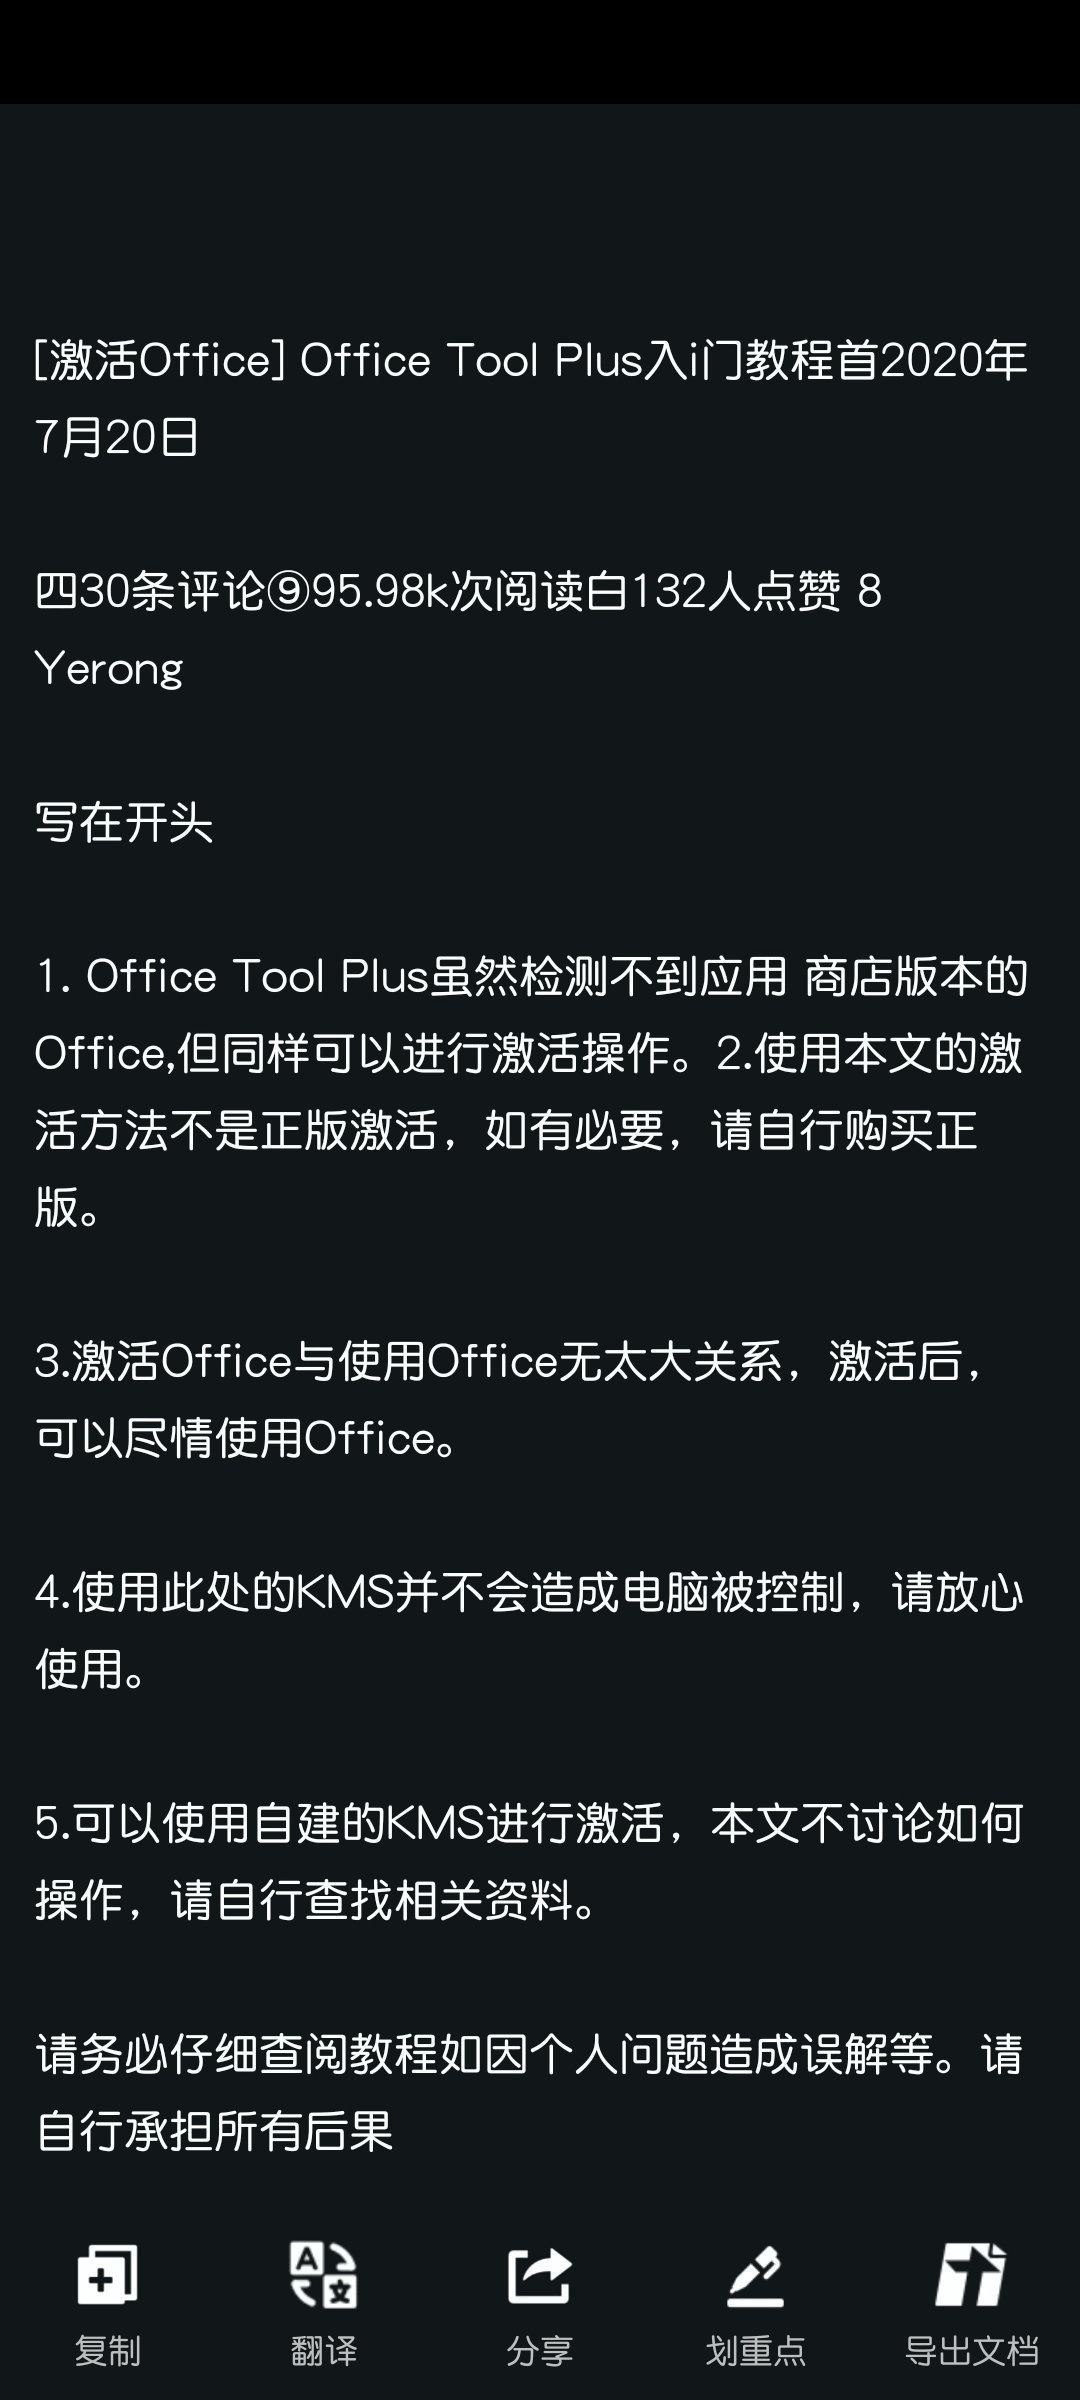 [激活Office] Office Tool Plus入i门教程首2020年
7月20日
四30条评论⑨95.98k次阅读白132人点赞 8
Yerong
写在开头
1. Office Tool Plus虽然检测不到应用 商店版本的
Office,但同样可以进行激活操作。2.使用本文的激
活方法不是正版激活，如有必要，请自行购买正
版。
3.激活Office与使用Office无太大关系，激活后，
可以尽情使用Office。
4.使用此处的KMS并不会造成电脑被控制，请放心
使用。
5.可以使用自建的KMS进行激活，本文不讨论如何
操作，请自行查找相关资料。
请务必仔细查阅教程如因个人问题造成误解等。请
自行承担所有后果
复制 翻译 分享 划重点 导出文档